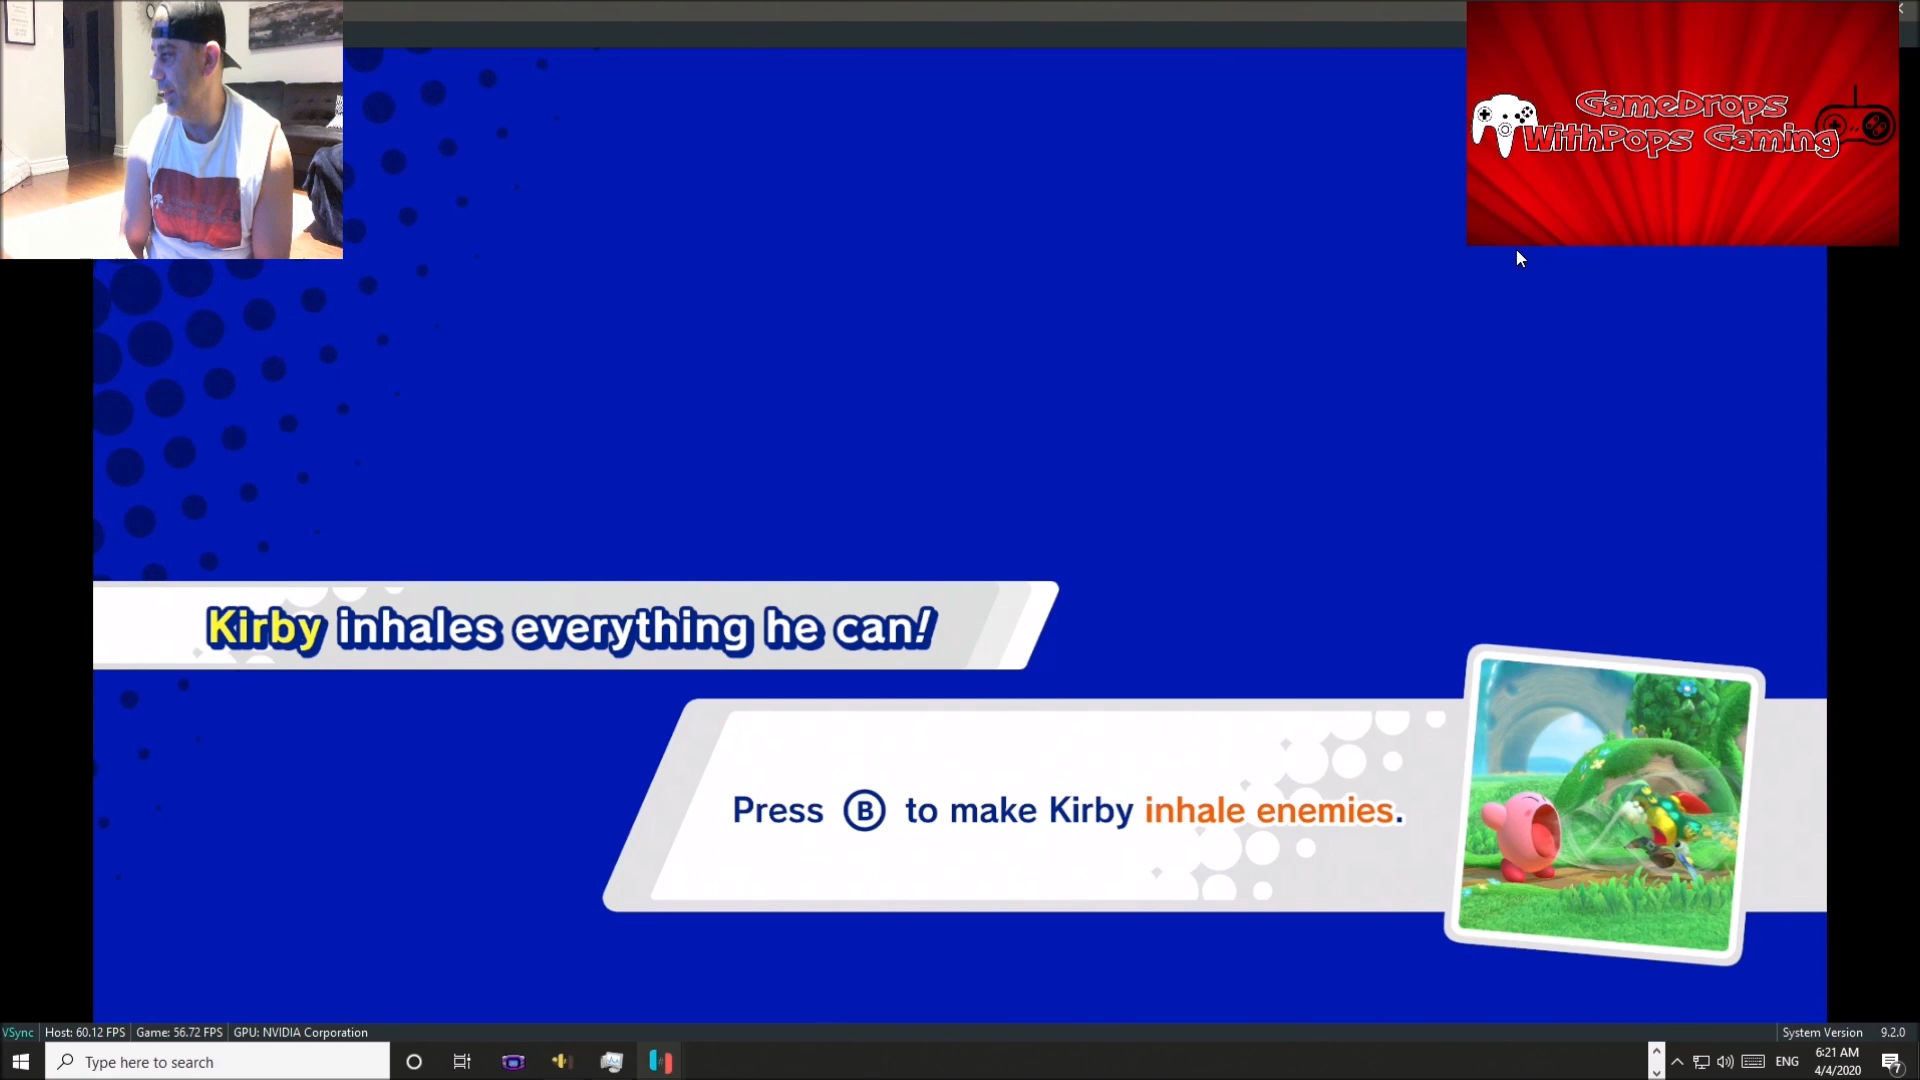 GameDrops
WithPops Gaming
Kirby inhales everything he can!
Press B to make Kirby inhale enemies.
VSync Host: 60.12 FPS Game: 56.72 FPS GPU: NVIDIA Corporation System Version 9.2.0
Type here to search
ENG
6:21 AM
4/4/2020
7